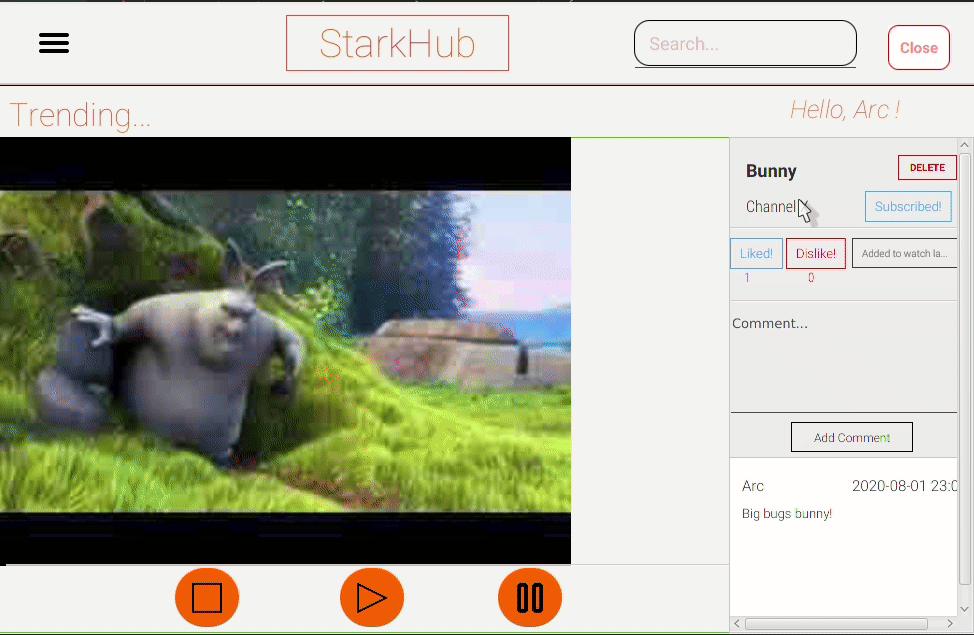 StarkHub
Search...
Close
Trending...
Hello, Arc !
Bunny
DELETE
Channel
Subscribed!
Liked!
Dislike!
Added to watch la...
1
0
Comment...
Add Comment
Arc
2020-08-01 23:0
Big bugs bunny!